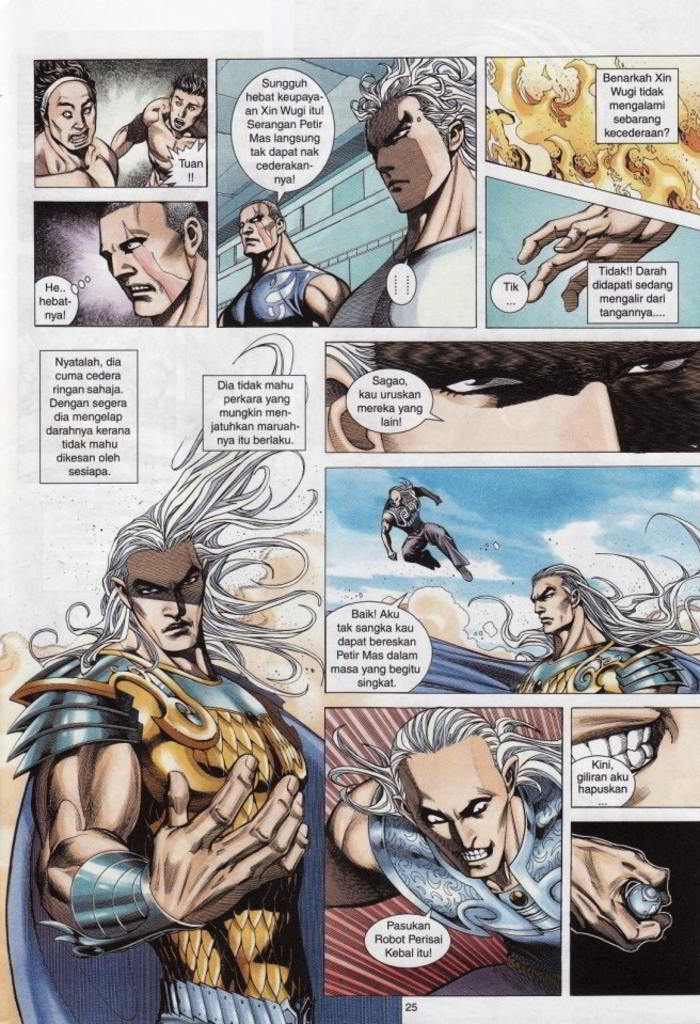 Tuan
!!
Sungguh
hebat keupaya-
an Xin Wugi itu!
Serangan Petir
Mas langsung
tak dapat nak
cederakan-
nya!
He..
hebat-
nya!
Benarkah Xin
Wugi tidak
mengalami
sebarang
kecederaan?
Tik
...
Tidak!! Darah
didapati sedang
mengalir dari
tangannya....
Nyatalah, dia
cuma cedera
ringan sahaja.
Dengan segera
dia mengelap
darahnya kerana
tidak mahu
dikesan oleh
sesiapa.
Dia tidak mahu
perkara yang
mungkin men-
jatuhkan maruah-
nya itu berlaku.
Sagao,
kau uruskan
mereka yang
lain!
Baik! Aku
tak sangka kau
dapat bereskan
Petir Mas dalam
masa yang begitu
singkat.
Pasukan
Robot Perisai
Kebal itu!
Kini,
giliran aku
hapuskan
...
25